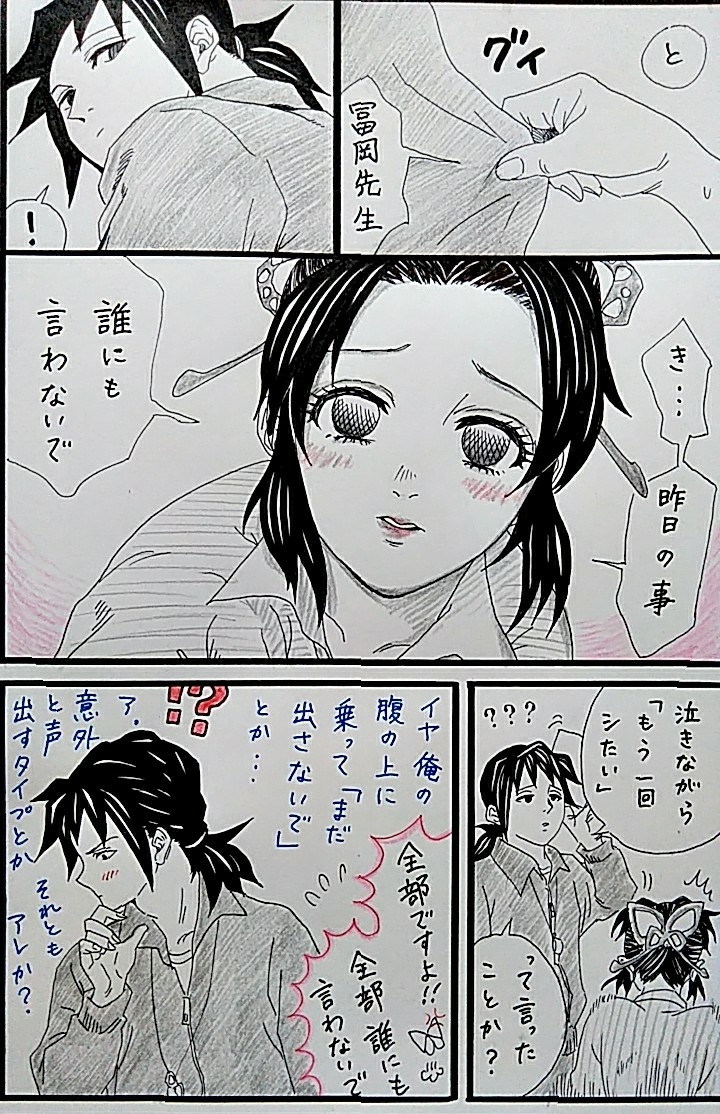 と
グイ
冨岡先生
！
き・・・
昨日の事
誰にも
言わないで
泣きながら
「もう一回
シたい」
？？？
って言った
ことか？
イヤ俺の
腹の上に
乗って「まだ
出さないで」
とか・・
!?
ア、
意外
と声
出すタイプとか
それとも
アレか？
全部ですよ!!
全部 誰にも
言わないで